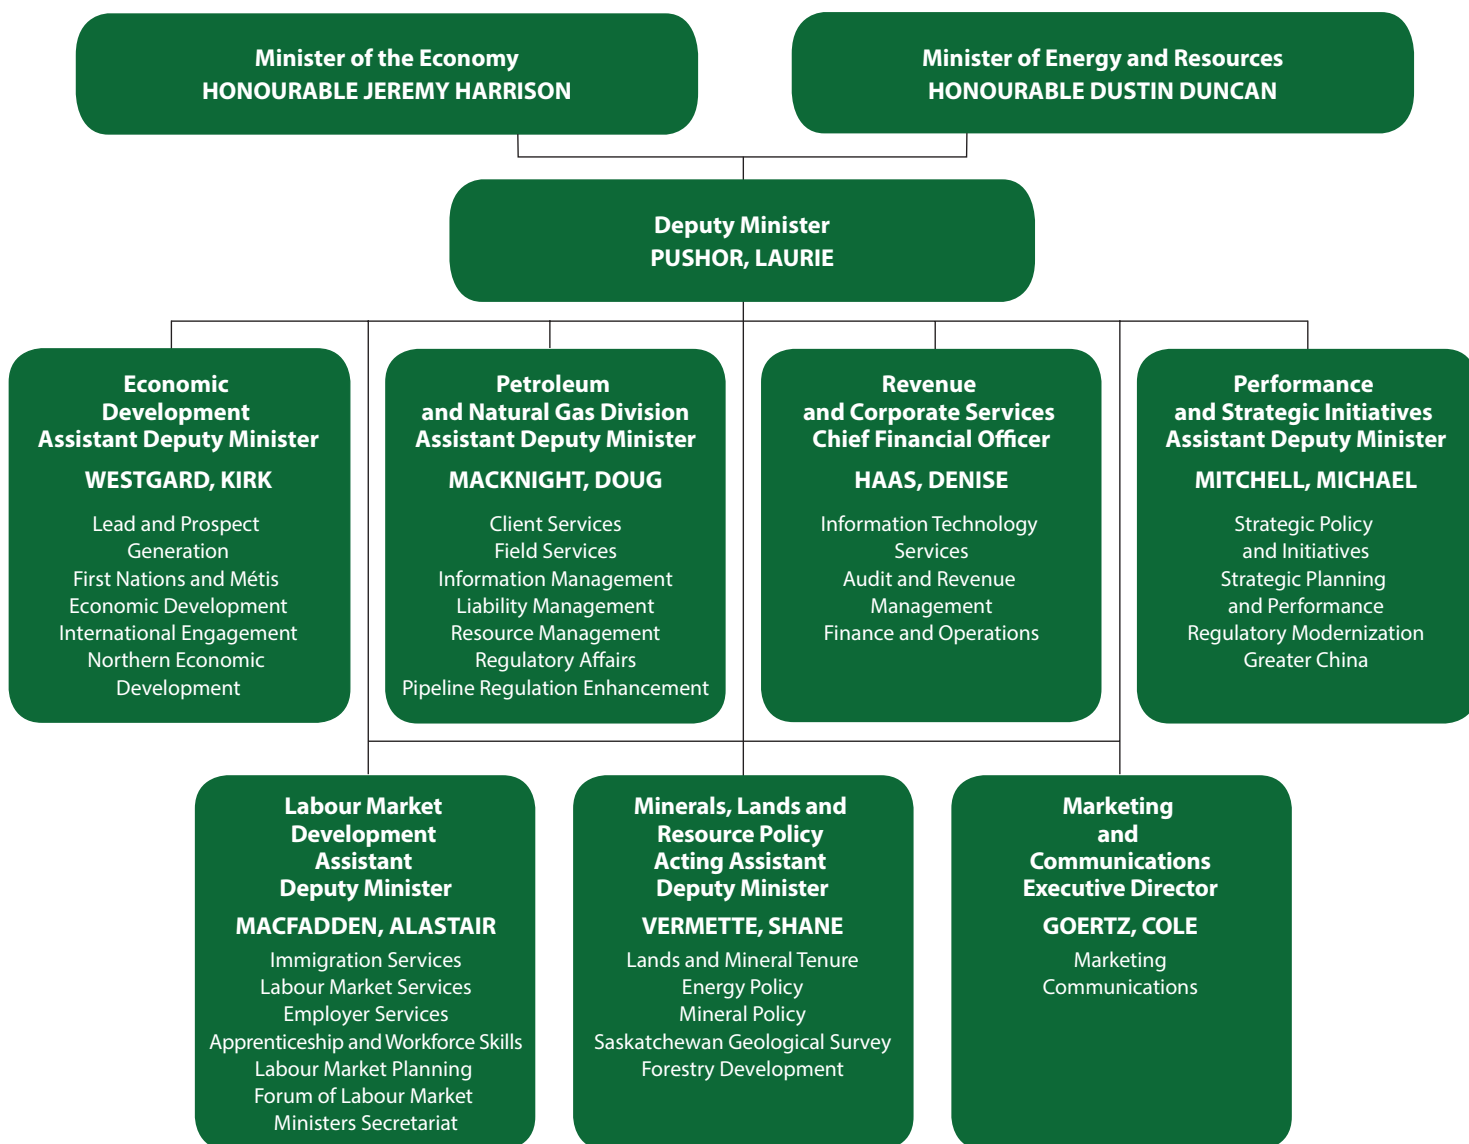 Minister of the Economy
HONOURABLE JEREMY HARRISON
Minister of Energy and Resources
HONOURABLE DUSTIN DUNCAN
Deputy Minister
PUSHOR, LAURIE
Economic
Development
Assistant Deputy Minister
WESTGARD, KIRK
Lead and Prospect
Generation
First Nations and Métis
Economic Development
International Engagement
Northern Economic
Development
Petroleum
and Natural Gas Division
Assistant Deputy Minister
MACKNIGHT, DOUG
Client Services
Field Services
Information Management
Liability Management
Resource Management
Regulatory Affairs
Pipeline Regulation Enhancement
Revenue
and Corporate Services
Chief Financial Officer
HAAS, DENISE
Information Technology
Services
Audit and Revenue
Management
Finance and Operations
Performance
and Strategic Initiatives
Assistant Deputy Minister
MITCHELL, MICHAEL
Strategic Policy
and Initiatives
Strategic Planning
and Performance
Regulatory Modernization
Greater China
Labour Market
Development
Assistant
Deputy Minister
MACFADDEN, ALASTAIR
Immigration Services
Labour Market Services
Employer Services
Apprenticeship and Workforce Skills
Labour Market Planning
Forum of Labour Market
Ministers Secretariat
Minerals, Lands and
Resource Policy
Acting Assistant
Deputy Minister
VERMETTE, SHANE
Lands and Mineral Tenure
Energy Policy
Mineral Policy
Saskatchewan Geological Survey
Forestry Development
Marketing
and
Communications
Executive Director
GOERTZ, COLE
Marketing
Communications